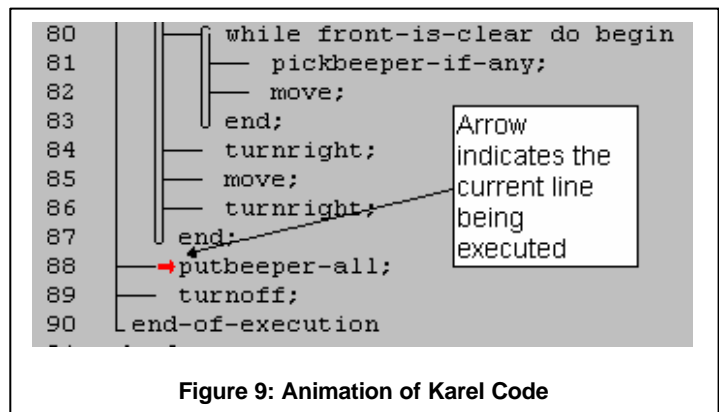 80 while front-is-clear do begin
81 pickbeeper-if-any;
82 move;
83 end;
84 turnright;
85 move;
86 turnright;
87 end;
88 putbeeper-all;
89 turnoff;
90 end-of-execution
Arrow
indicates the
current line
being
executed
Figure 9: Animation of Karel Code